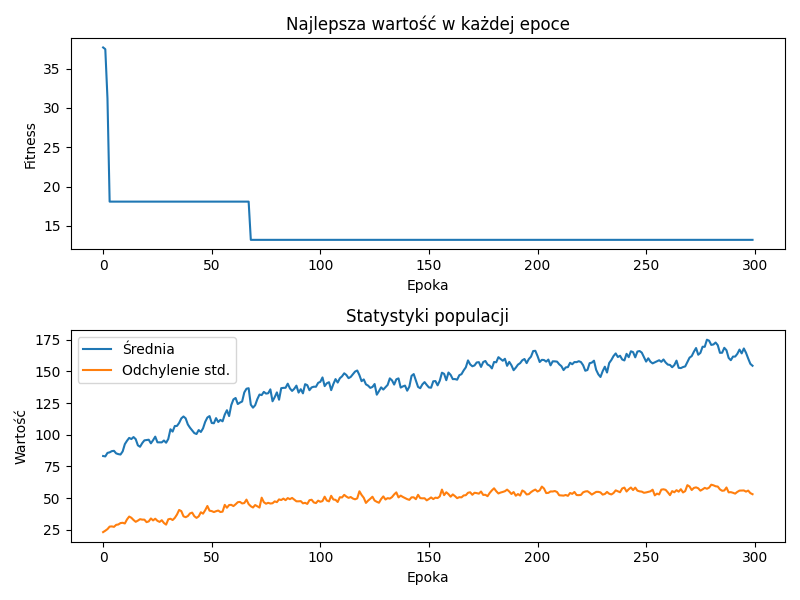 Najlepsza wartość w każdej epoce
Fitness
35
30
25
20
15
0 50 100 150 200 250 300
Epoka
Statystyki populacji
Wartość
175
150
125
100
75
50
25
Średnia
Odchylenie std.
0 50 100 150 200 250 300
Epoka